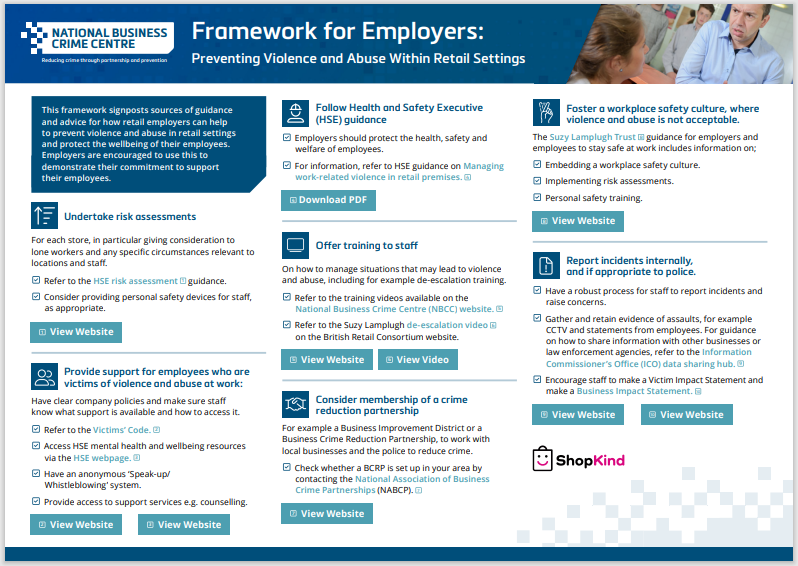 NATIONAL BUSINESS
CRIME CENTRE
Reducing crime through partnership and prevention
Framework for Employers:
Preventing Violence and Abuse Within Retail Settings
This framework signposts sources of guidance
and advice for how retail employers can help
to prevent violence and abuse in retail settings
and protect the wellbeing of their employees.
Employers are encouraged to use this to
demonstrate their commitment to support
their employees.
Undertake risk assessments
For each store, in particular giving consideration to
lone workers and any specific circumstances relevant to
locations and staff.
Refer to the HSE risk assessment guidance.
Consider providing personal safety devices for staff,
as appropriate.
View Website
Provide support for employees who are
victims of violence and abuse at work:
Have clear company policies and make sure staff
know what support is available and how to access it.
Refer to the Victims' Code.
Access HSE mental health and wellbeing resources
via the HSE webpage.
Have an anonymous 'Speak-up/
Whistleblowing' system.
Provide access to support services e.g. counselling.
View Website View Website
Follow Health and Safety Executive
(HSE) guidance
Employers should protect the health, safety and
welfare of employees.
For information, refer to HSE guidance on Managing
work-related violence in retail premises.
Download PDF
Offer training to staff
On how to manage situations that may lead to violence
and abuse, including for example de-escalation training.
Refer to the training videos available on the
National Business Crime Centre (NBCC) website.
Refer to the Suzy Lamplugh de-escalation video
on the British Retail Consortium website.
View Website View Video
Consider membership of a crime
reduction partnership
For example a Business Improvement District or a
Business Crime Reduction Partnership, to work with
local businesses and the police to reduce crime.
Check whether a BCRP is set up in your area by
contacting the National Association of Business
Crime Partnerships (NABCP).
View Website
Foster a workplace safety culture, where
violence and abuse is not acceptable.
The Suzy Lamplugh Trust guidance for employers and
employees to stay safe at work includes information on;
Embedding a workplace safety culture.
Implementing risk assessments.
Personal safety training.
View Website
Report incidents internally,
and if appropriate to police.
Have a robust process for staff to report incidents and
raise concerns.
Gather and retain evidence of assaults, for example
CCTV and statements from employees. For guidance
on how to share information with other businesses or
law enforcement agencies, refer to the Information
Commissioner's Office (ICO) data sharing hub.
Encourage staff to make a Victim Impact Statement and
make a Business Impact Statement.
View Website View Website
ShopKind